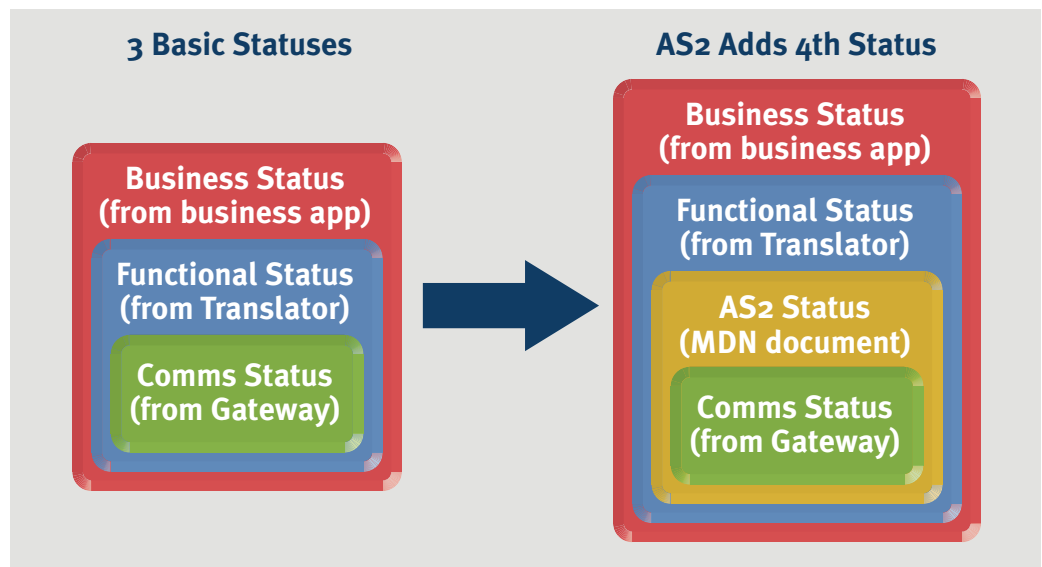 3 Basic Statuses
Business Status
(from business app)
Functional Status
(from Translator)
Comms Status
(from Gateway)
AS2 Adds 4th Status
Business Status
(from business app)
Functional Status
(from Translator)
AS2 Status
(MDN document)
Comms Status
(from Gateway)